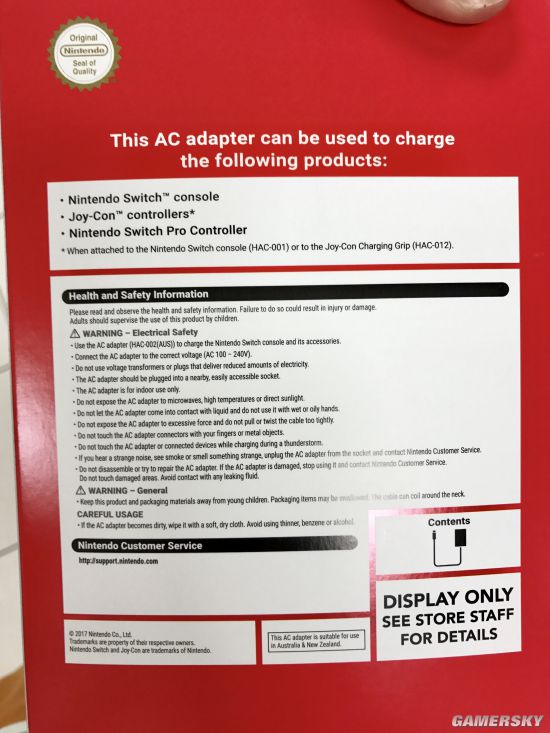 Original
Nintendo
Seal of
Quality
This AC adapter can be used to charge
the following products:
• Nintendo Switch™ console
• Joy-Con™ controllers*
• Nintendo Switch Pro Controller
* When attached to the Nintendo Switch console (HAC-001) or to the Joy-Con Charging Grip (HAC-012).
Health and Safety Information
Please read and observe the health and safety information. Failure to do so could result in injury or damage.
Adults should supervise the use of this product by children.
⚠ WARNING – Electrical Safety
• Use the AC adapter (HAC-002(AUS)) to charge the Nintendo Switch console and its accessories.
• Connect the AC adapter to the correct voltage (AC 100 – 240V).
• Do not use voltage transformers or plugs that deliver reduced amounts of electricity.
• The AC adapter should be plugged into a nearby, easily accessible socket.
• The AC adapter is for indoor use only.
• Do not expose the AC adapter to microwaves, high temperatures or direct sunlight.
• Do not let the AC adapter come into contact with liquid and do not use it with wet or oily hands.
• Do not expose the AC adapter to excessive force and do not pull or twist the cable too tightly.
• Do not touch the AC adapter connectors with your fingers or metal objects.
• Do not touch the AC adapter or connected devices while charging during a thunderstorm.
• If you hear a strange noise, see smoke or smell something strange, unplug the AC adapter from the socket and contact Nintendo Customer Service.
• Do not disassemble or try to repair the AC adapter. If the AC adapter is damaged, stop using it and contact Nintendo Customer Service.
Do not touch damaged areas. Avoid contact with any leaking fluid.
⚠ WARNING – General
• Keep this product and packaging materials away from young children. Packaging items may be swallowed. The cable can coil around the neck.
CAREFUL USAGE
• If the AC adapter becomes dirty, wipe it with a soft, dry cloth. Avoid using thinner, benzene or alcohol.
Nintendo Customer Service
http://support.nintendo.com
Contents
DISPLAY ONLY
SEE STORE STAFF
FOR DETAILS
© 2017 Nintendo Co., Ltd.
Trademarks are property of their respective owners.
Nintendo Switch and Joy-Con are trademarks of Nintendo.
This AC adapter is suitable for use
in Australia & New Zealand.
GAMERSKY